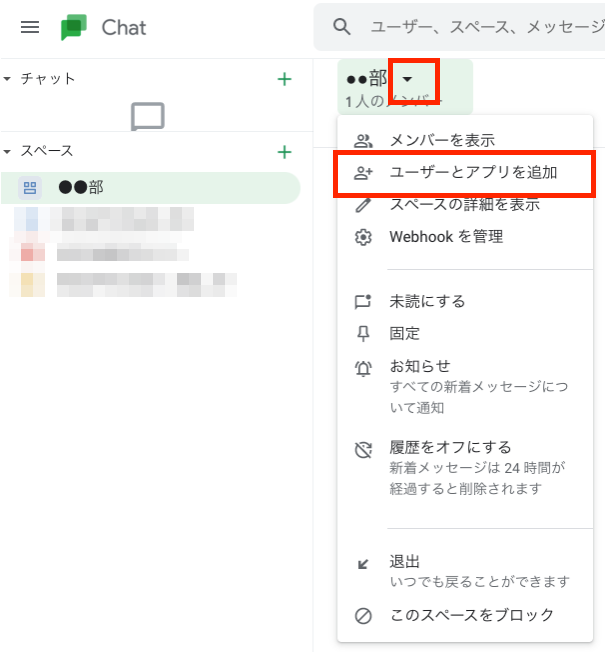 Chat
ユーザー、スペース、メッセージ
チャット
スペース
●●部
●●部
1人のメンバー
メンバーを表示
ユーザーとアプリを追加
スペースの詳細を表示
Webhook を管理
未読にする
固定
お知らせ
すべての新着メッセージにつ
いて通知
履歴をオフにする
新着メッセージは 24 時間が
経過すると削除されます
退出
いつでも戻ることができます
このスペースをブロック